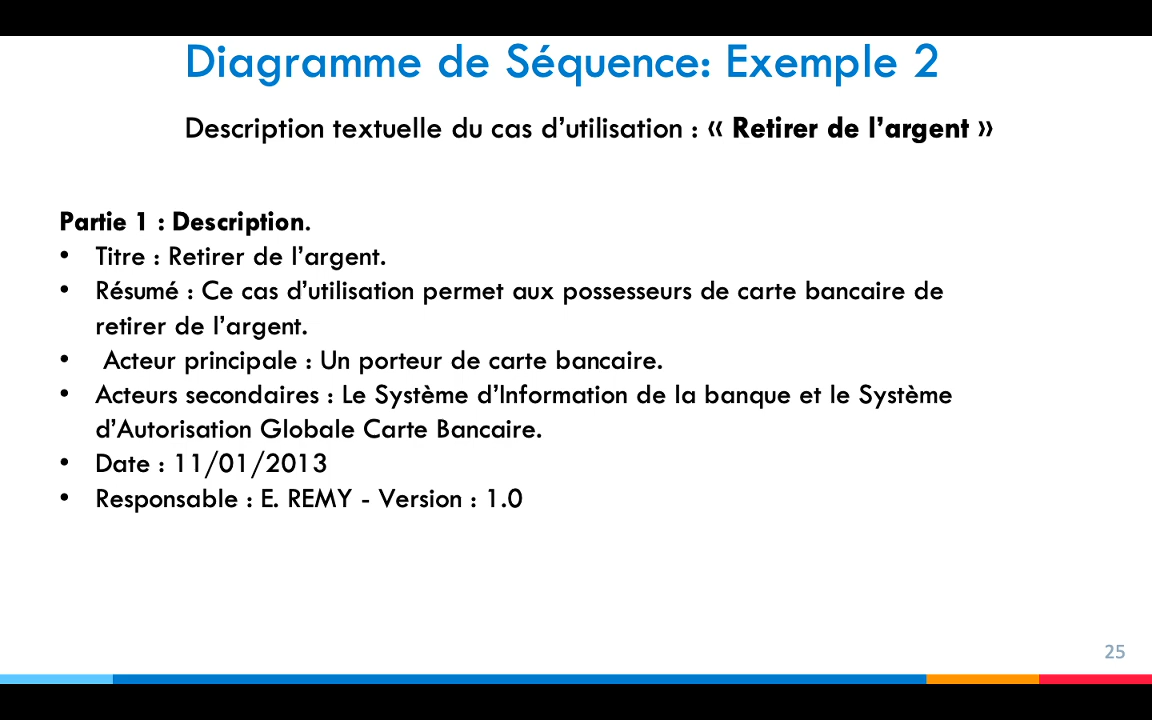 Diagramme de Séquence: Exemple 2
Description textuelle du cas d’utilisation : « Retirer de l’argent »
Partie 1 : Description.
• Titre : Retirer de l’argent.
• Résumé : Ce cas d’utilisation permet aux possesseurs de carte bancaire de
retirer de l’argent.
• Acteur principale : Un porteur de carte bancaire.
• Acteurs secondaires : Le Système d’Information de la banque et le Système
d’Autorisation Globale Carte Bancaire.
• Date : 11/01/2013
• Responsable : E. REMY - Version : 1.0
25